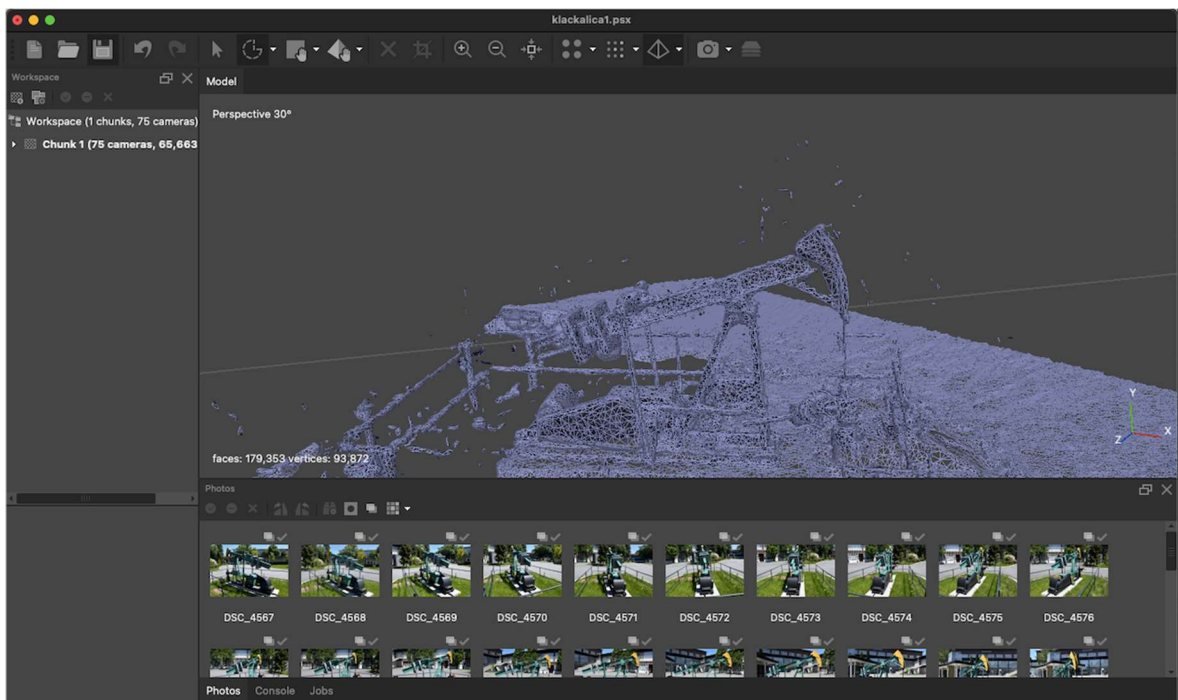 klackalica1.psx
Workspace
Model
Workspace (1 chunks, 75 cameras)
Perspective 30°
Chunk 1 (75 cameras, 65,663
Y
X
Z
faces: 179,353 vertices: 93,872
Photos
DSC_4567 DSC_4568 DSC_4569 DSC_4570 DSC_4571 DSC_4572 DSC_4573 DSC_4574 DSC_4575 DSC_4576
Photos Console Jobs